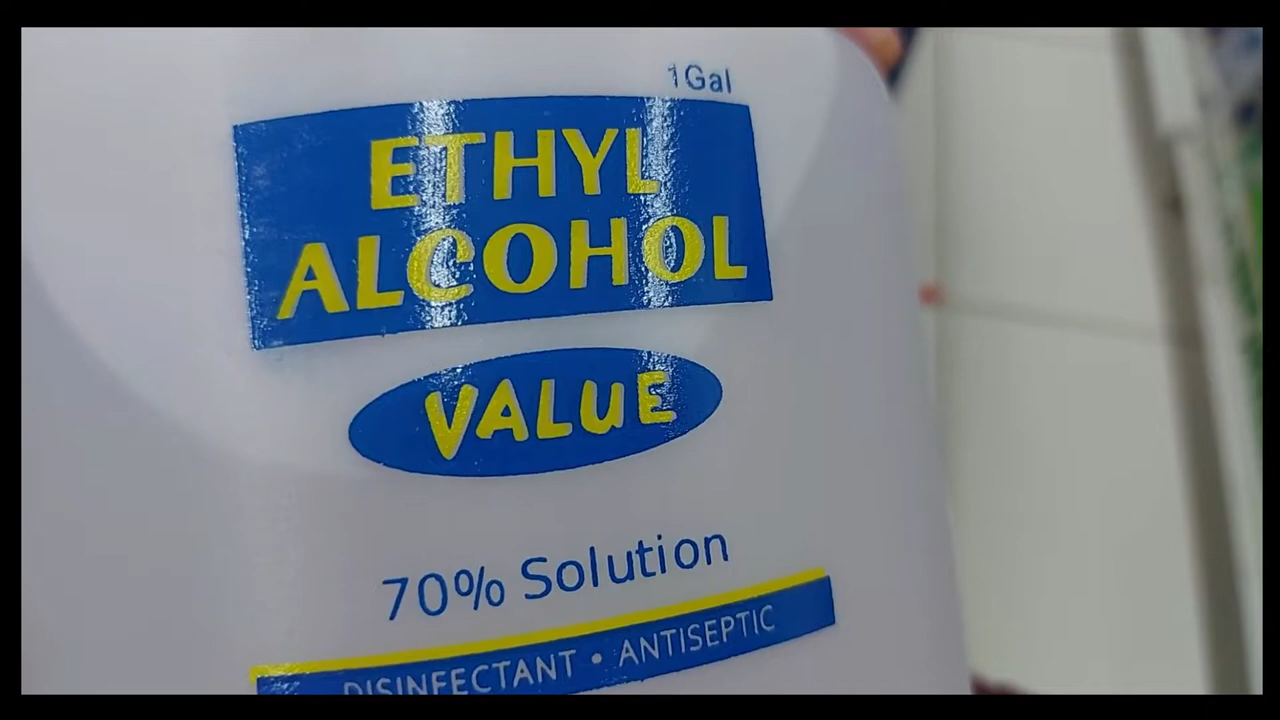 1Gal
ETHYL
ALCOHOL
VALUE
70% Solution
DISINFECTANT • ANTISEPTIC